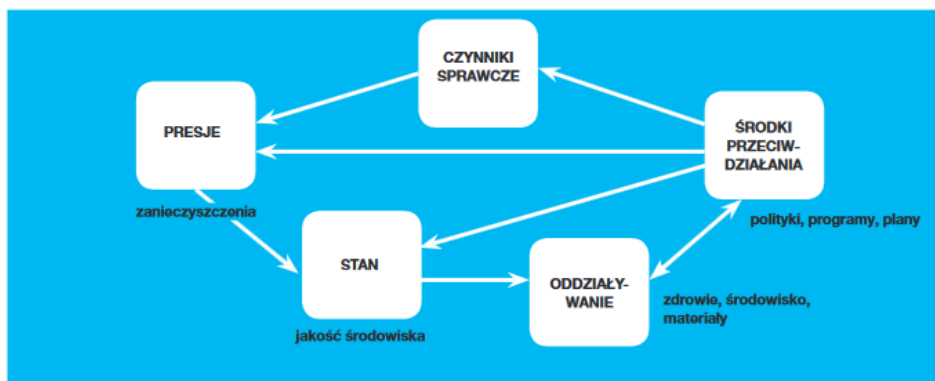 CZYNNIKI
SPRAWCZE
PRESJE
ŚRODKI
PRZECIW-
DZIAŁANIA
zanieczyszczenia
polityki, programy, plany
STAN
ODDZIAŁY-
WANIE
zdrowie, środowisko,
materiały
jakość środowiska